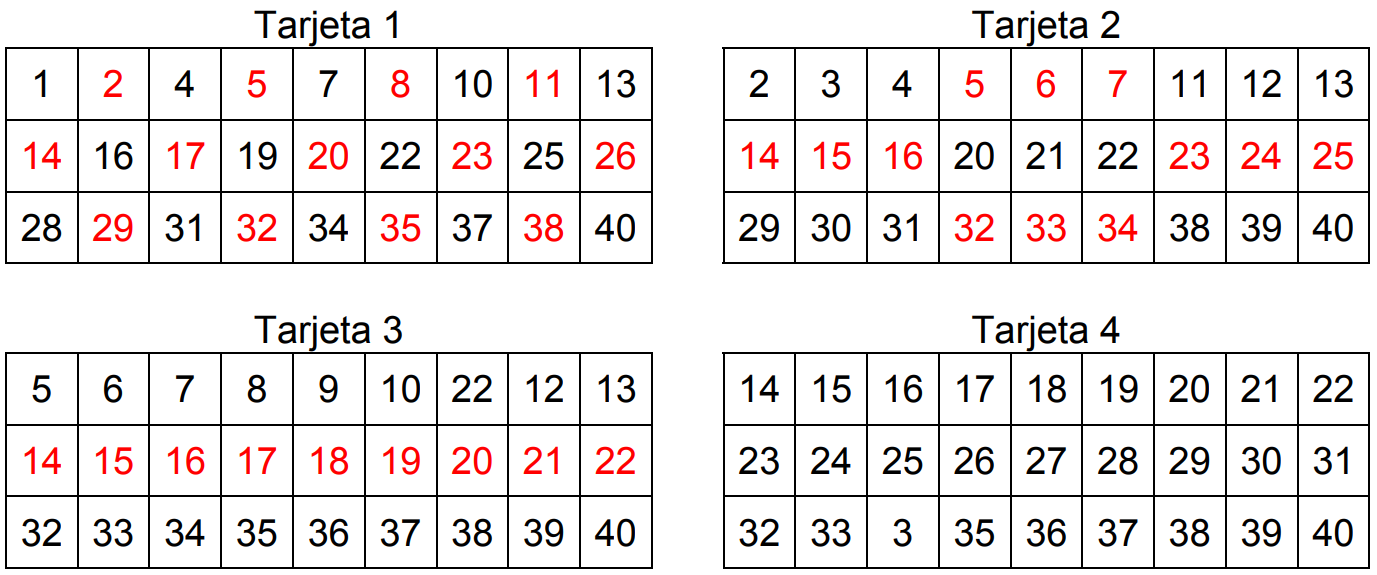 Tarjeta 1
1 2 4 5 7 8 10 11 13
14 16 17 19 20 22 23 25 26
28 29 31 32 34 35 37 38 40
Tarjeta 2
2 3 4 5 6 7 11 12 13
14 15 16 20 21 22 23 24 25
29 30 31 32 33 34 38 39 40
Tarjeta 3
5 6 7 8 9 10 22 12 13
14 15 16 17 18 19 20 21 22
32 33 34 35 36 37 38 39 40
Tarjeta 4
14 15 16 17 18 19 20 21 22
23 24 25 26 27 28 29 30 31
32 33 3 35 36 37 38 39 40